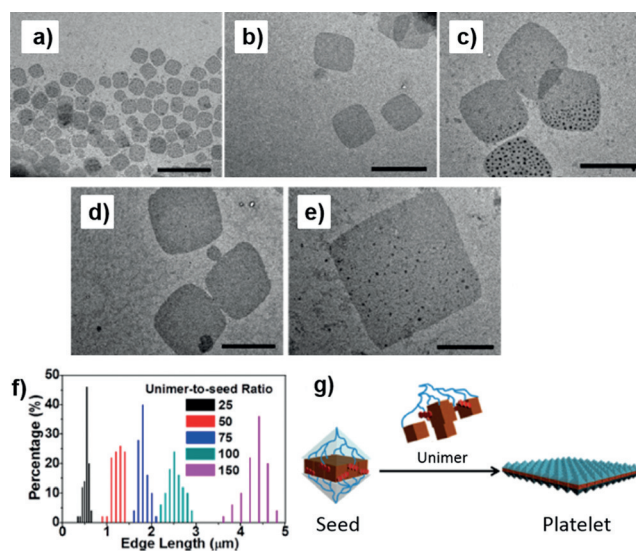 a)
b)
c)
d)
e)
f)
50
40
30
20
10
0
Percentage (%)
Unimer-to-seed Ratio
25
50
75
100
150
0 1 2 3 4 5
Edge Length (μm)
g)
Unimer
Seed
Platelet